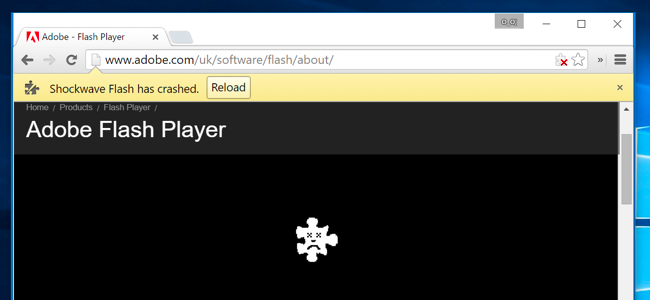 Adobe - Flash Player
www.adobe.com/uk/software/flash/about/
Shockwave Flash has crashed. Reload
Home / Products / Flash Player /
Adobe Flash Player